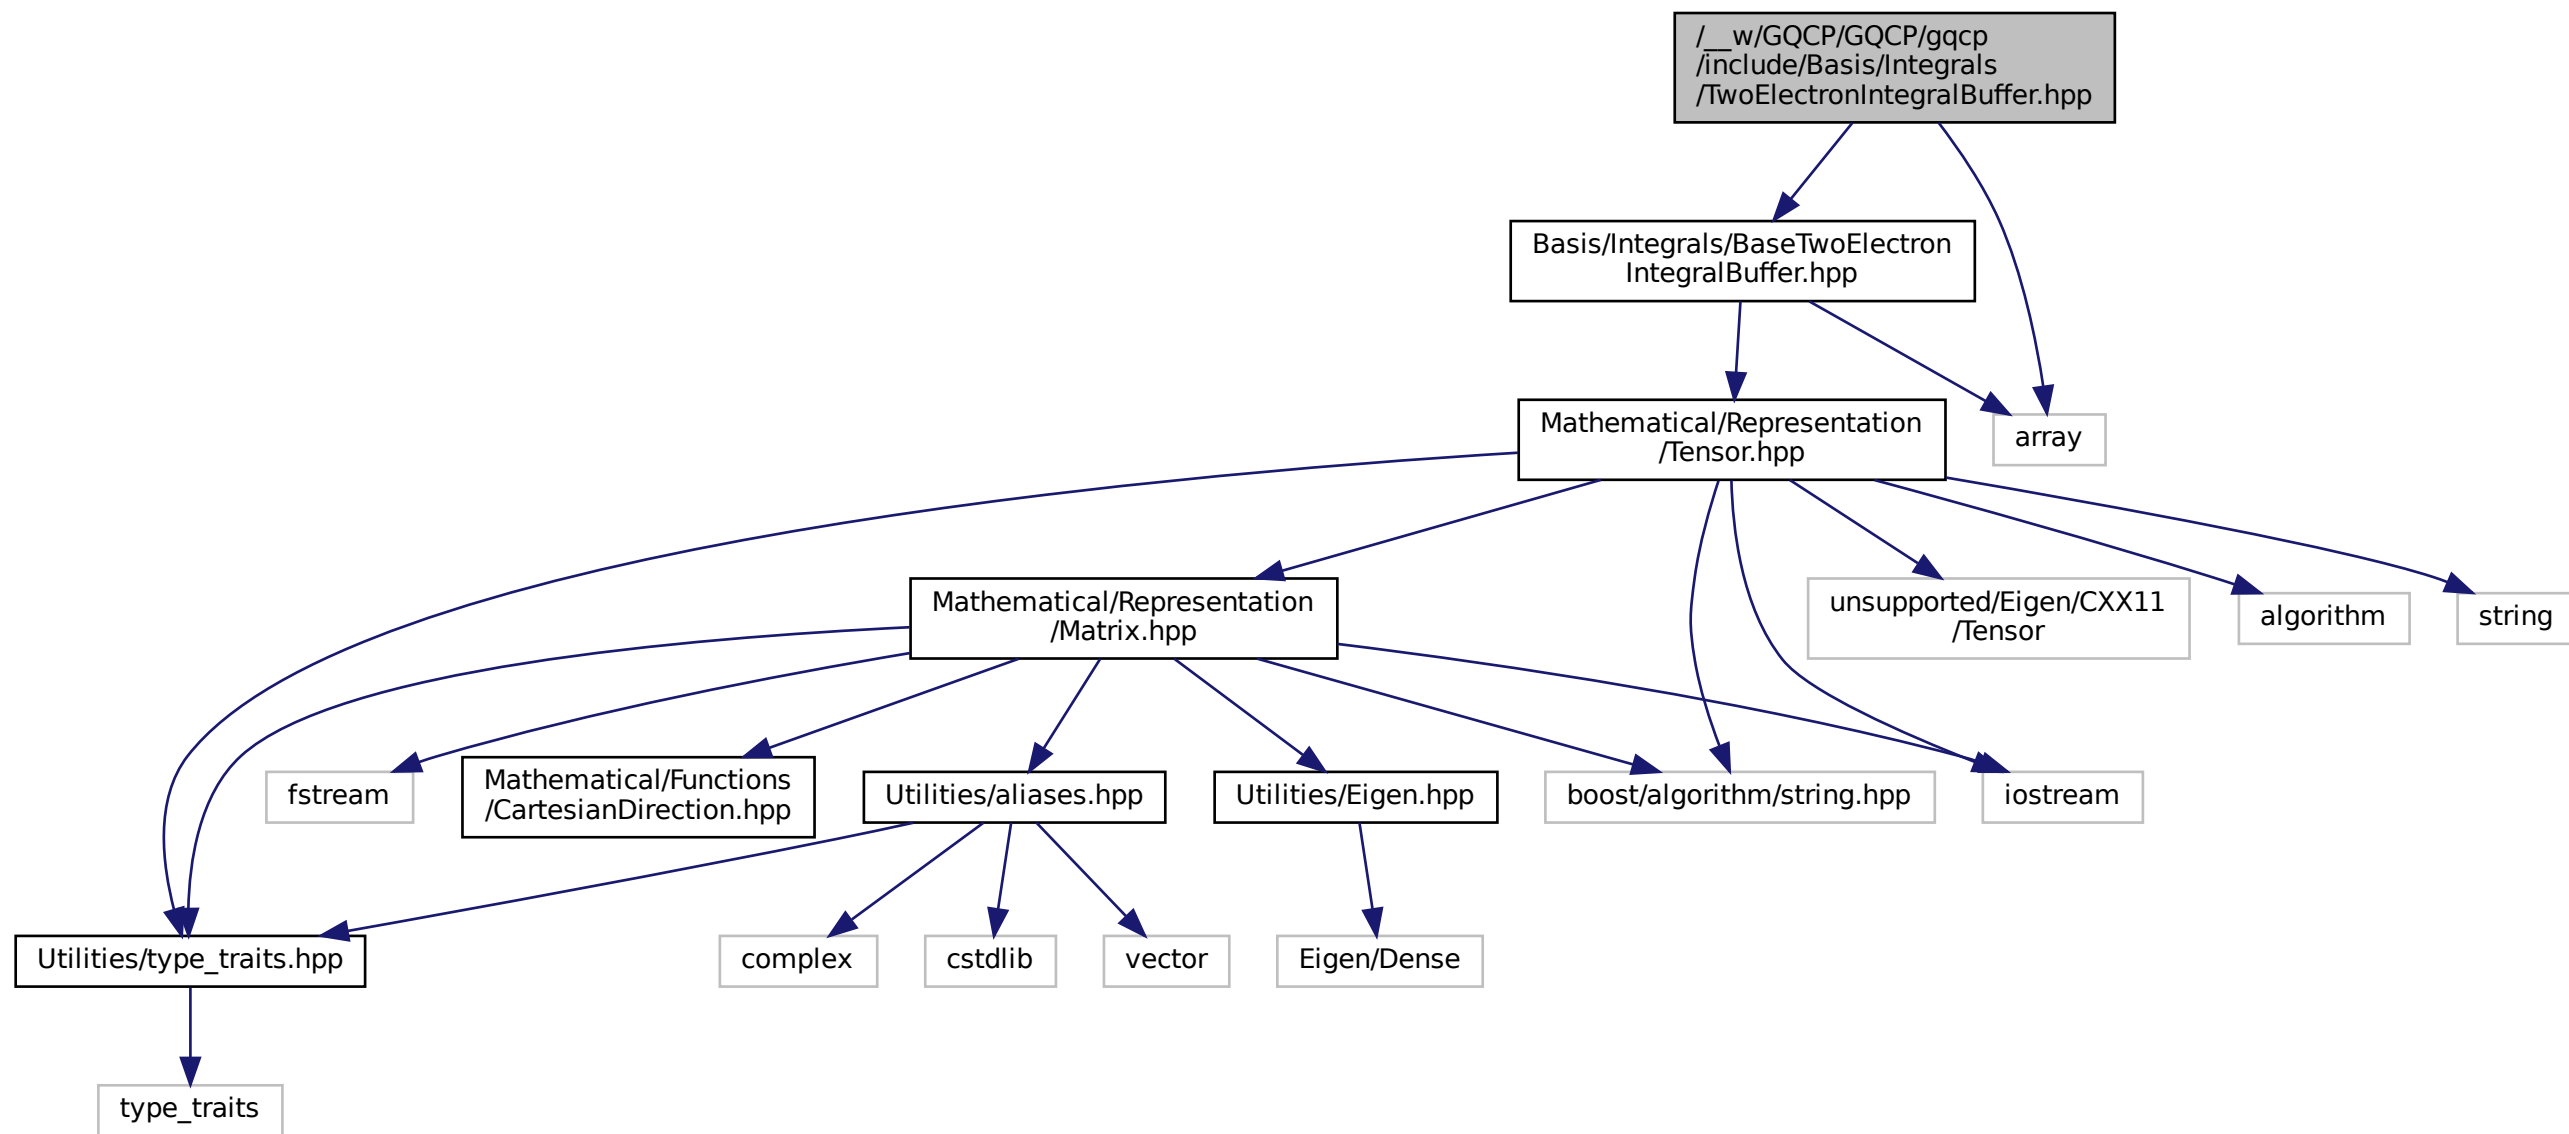 /__w/GQCP/GQCP/gqcp
/include/Basis/Integrals
/TwoElectronIntegralBuffer.hpp
Basis/Integrals/BaseTwoElectron
IntegralBuffer.hpp
Mathematical/Representation
/Tensor.hpp
array
Mathematical/Representation
/Matrix.hpp
unsupported/Eigen/CXX11
/Tensor
algorithm
string
fstream
Mathematical/Functions
/CartesianDirection.hpp
Utilities/aliases.hpp
Utilities/Eigen.hpp
boost/algorithm/string.hpp
iostream
Utilities/type_traits.hpp
complex
cstdlib
vector
Eigen/Dense
type_traits